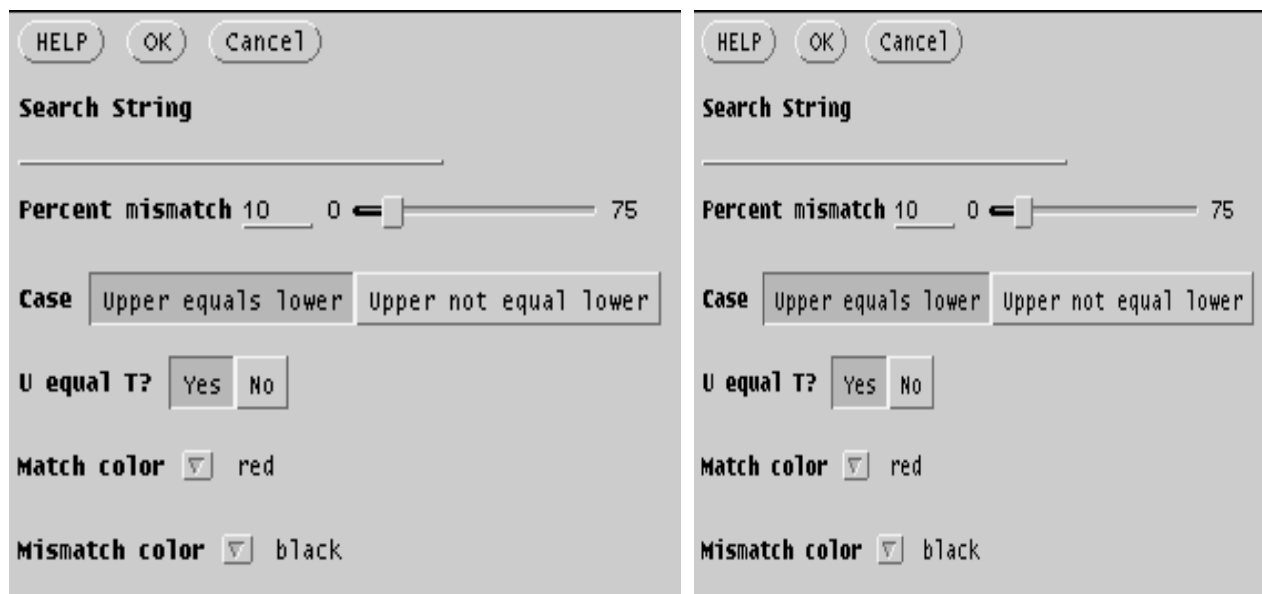 HELP OK Cancel
Search String
Percent mismatch 10 0 75
Case Upper equals lower Upper not equal lower
U equal T? Yes No
Match color red
Mismatch color black
HELP OK Cancel
Search String
Percent mismatch 10 0 75
Case Upper equals lower Upper not equal lower
U equal T? Yes No
Match color red
Mismatch color black